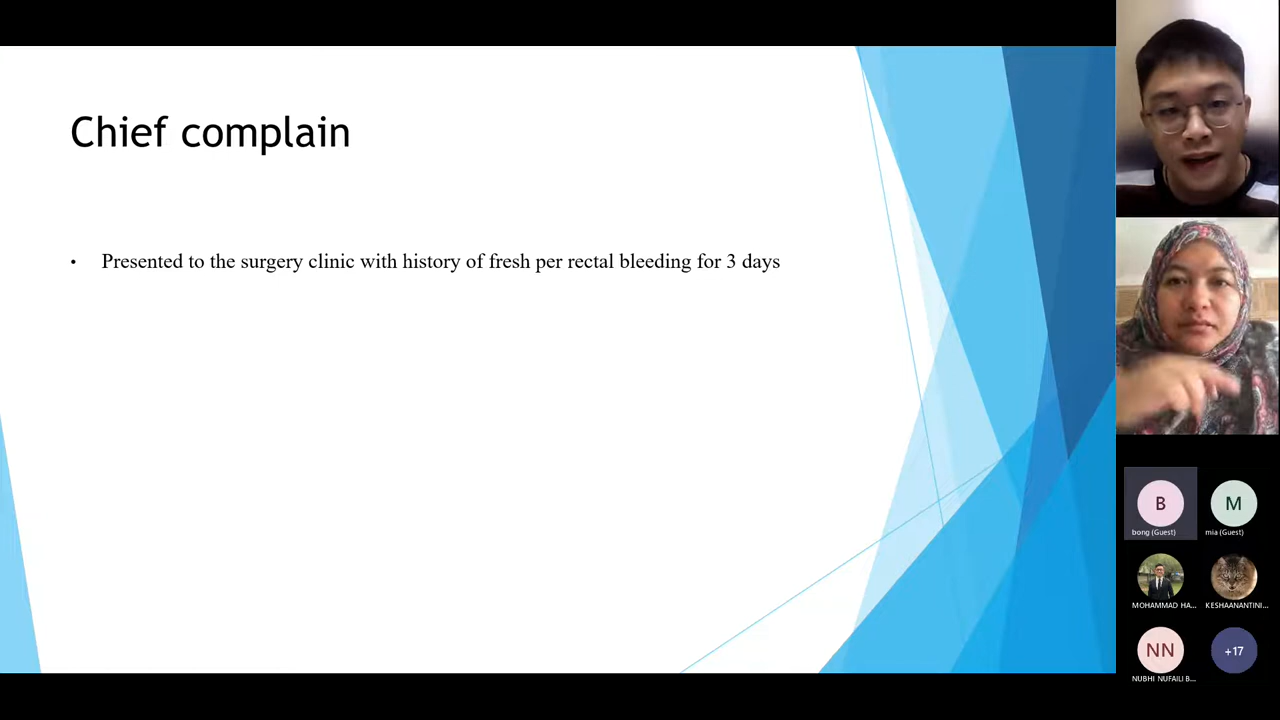 Chief complain
• Presented to the surgery clinic with history of fresh per rectal bleeding for 3 days
B
bong (Guest)
M
mia (Guest)
MOHAMMAD HA...
KESHAANANTINI...
NN
NUBHI NUFAILI B...
+17